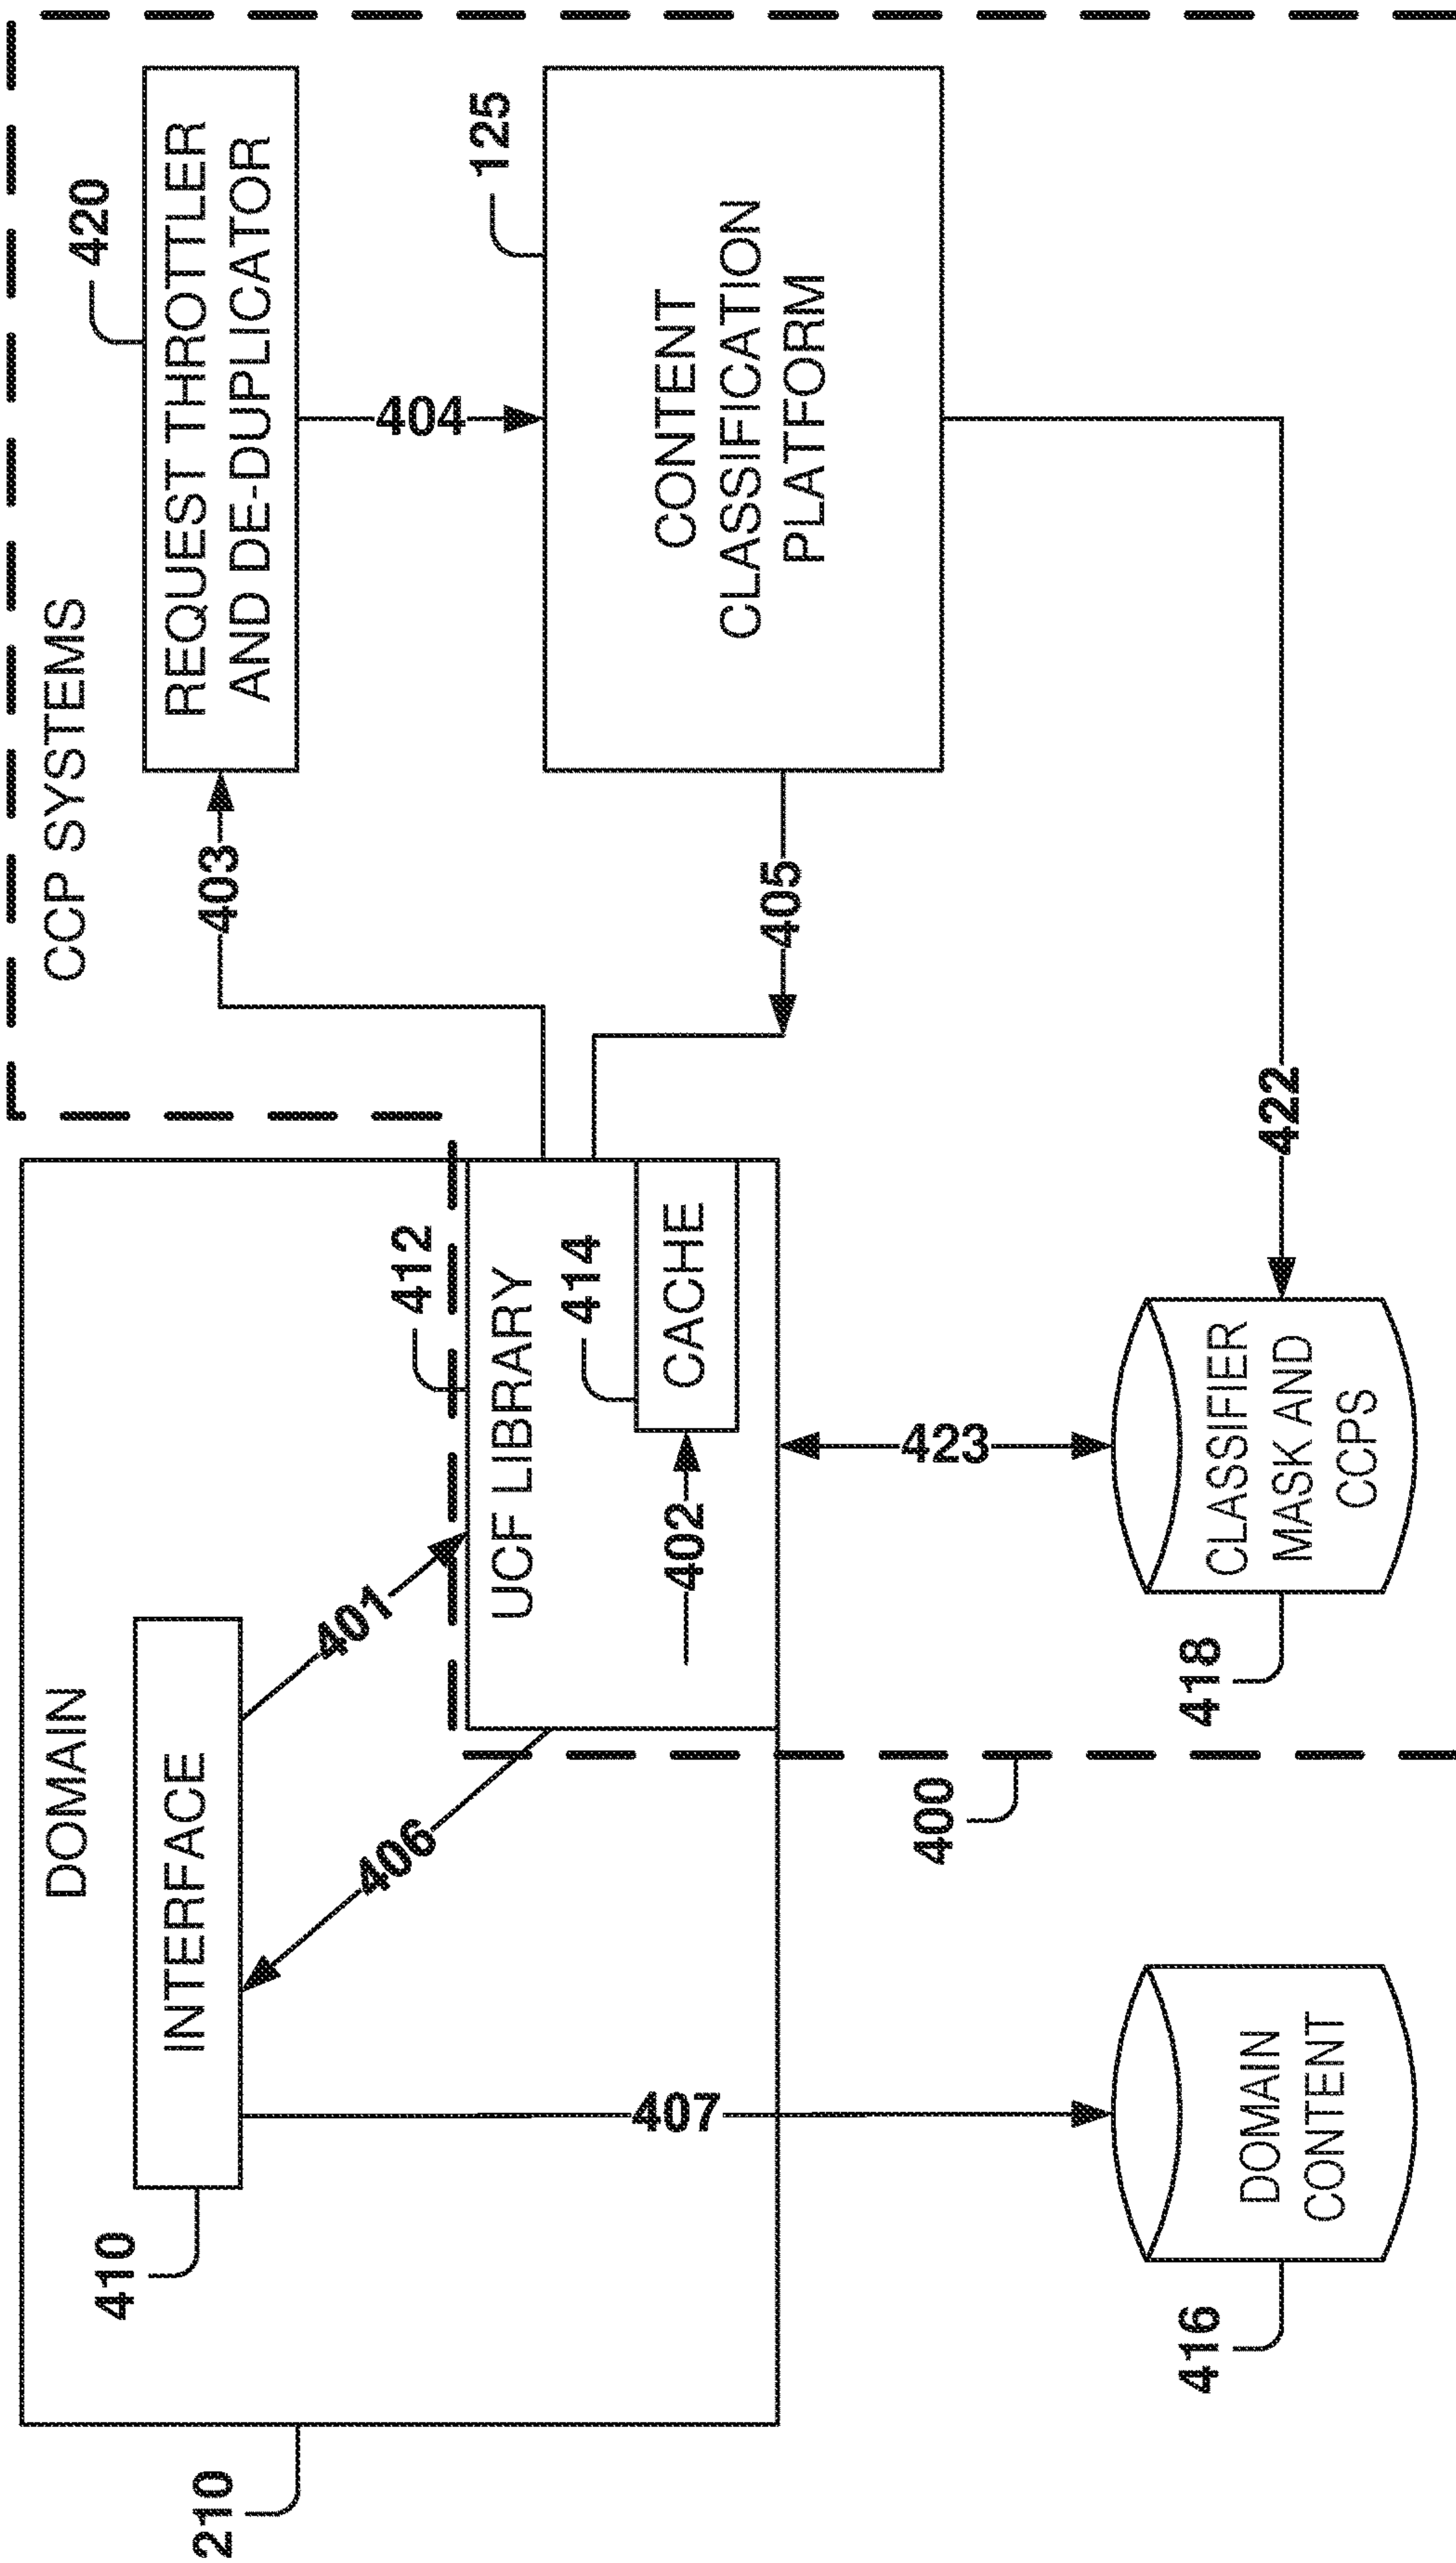 210
DOMAIN
410
INTERFACE
406
401
412
UCF LIBRARY
402
414
CACHE
407
400
416
DOMAIN
CONTENT
418
CLASSIFIER
MASK AND
CCPS
423
422
CCP SYSTEMS
403
420
REQUEST THROTTLER
AND DE-DUPLICATOR
404
125
CONTENT
CLASSIFICATION
PLATFORM
405